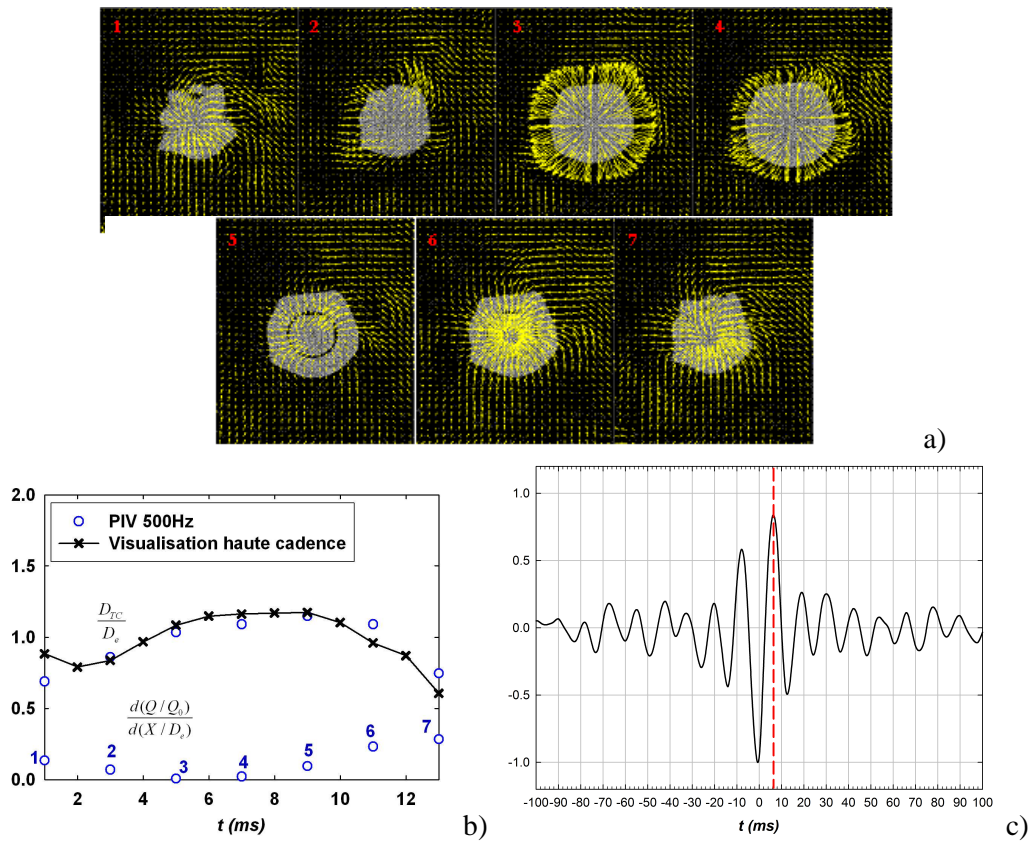 1 2 3 4
5 6 7
a)
2.0
1.5
1.0
0.5
0.0
PIV 500Hz
Visualisation haute cadence
D_TC
D_e
d(Q / Q_0)
d(X / D_e)
1 2 3 4 5 6 7
2 4 6 8 10 12
t (ms)
b)
1.0
0.5
0.0
-0.5
-1.0
-100 -90 -80 -70 -60 -50 -40 -30 -20 -10 0 10 20 30 40 50 60 70 80 90 100
t (ms)
c)